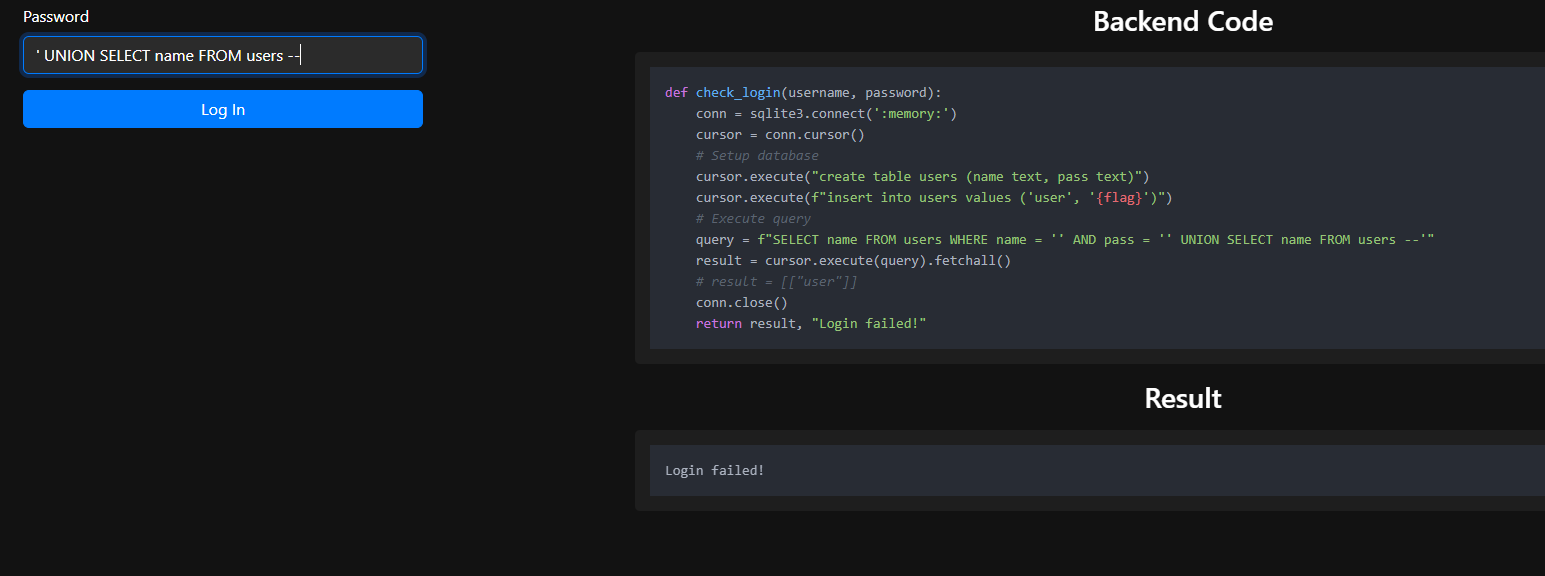 Password
' UNION SELECT name FROM users --
Log In
Backend Code
def check_login(username, password):
    conn = sqlite3.connect(':memory:')
    cursor = conn.cursor()
    # Setup database
    cursor.execute("create table users (name text, pass text)")
    cursor.execute(f"insert into users values ('user', '{flag}')")
    # Execute query
    query = f"SELECT name FROM users WHERE name = '' AND pass = '' UNION SELECT name FROM users --'"
    result = cursor.execute(query).fetchall()
    # result = [["user"]]
    conn.close()
    return result, "Login failed!"
Result
Login failed!